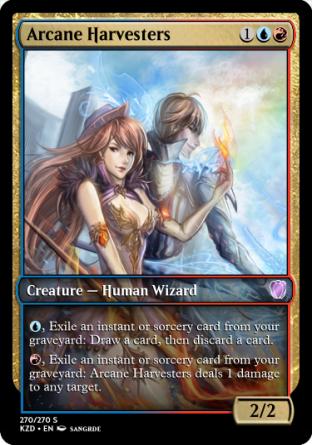 Arcane Harvesters 1
Creature — Human Wizard
, Exile an instant or sorcery card from your
graveyard: Draw a card, then discard a card.
, Exile an instant or sorcery card from your
graveyard: Arcane Harvesters deals 1 damage
to any target.
2/2
270/270 S
KZD • EN SANGRDE